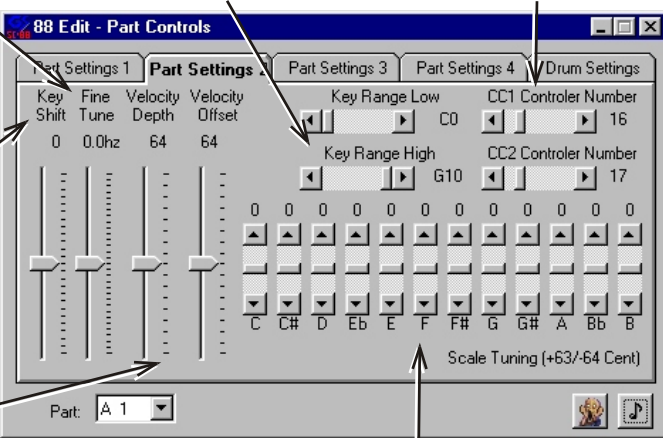 88 Edit - Part Controls
Part Settings 1 Part Settings 2 Part Settings 3 Part Settings 4 Drum Settings
Key Shift
Fine Tune
Velocity Depth
Velocity Offset
0 0.0hz 64 64
Key Range Low
C0
Key Range High
G10
CC1 Controler Number
16
CC2 Controler Number
17
0 0 0 0 0 0 0 0 0 0 0 0
C C# D Eb E F F# G G# A Bb B
Scale Tuning (+63/-64 Cent)
Part: A 1